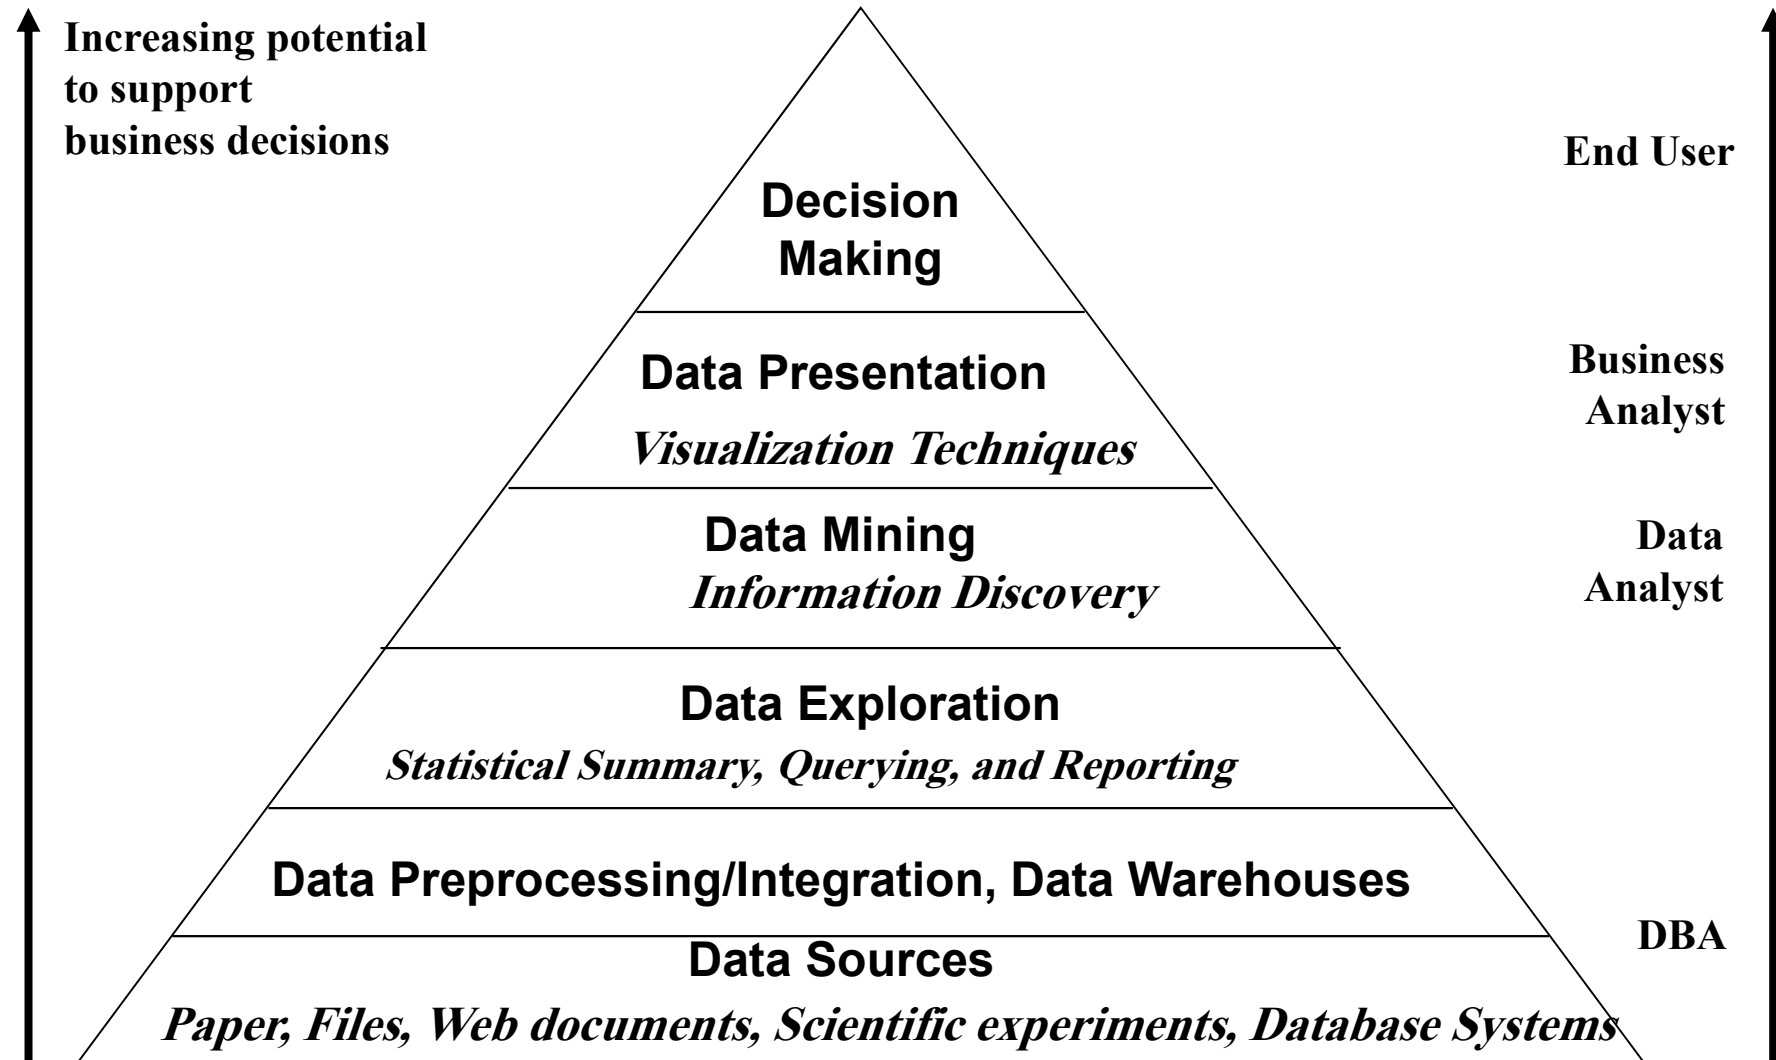 Increasing potential
to support
business decisions
End User
Decision
Making
Business
Analyst
Data Presentation
Visualization Techniques
Data Mining
Information Discovery
Data
Analyst
Data Exploration
Statistical Summary, Querying, and Reporting
Data Preprocessing/Integration, Data Warehouses
DBA
Data Sources
Paper, Files, Web documents, Scientific experiments, Database Systems